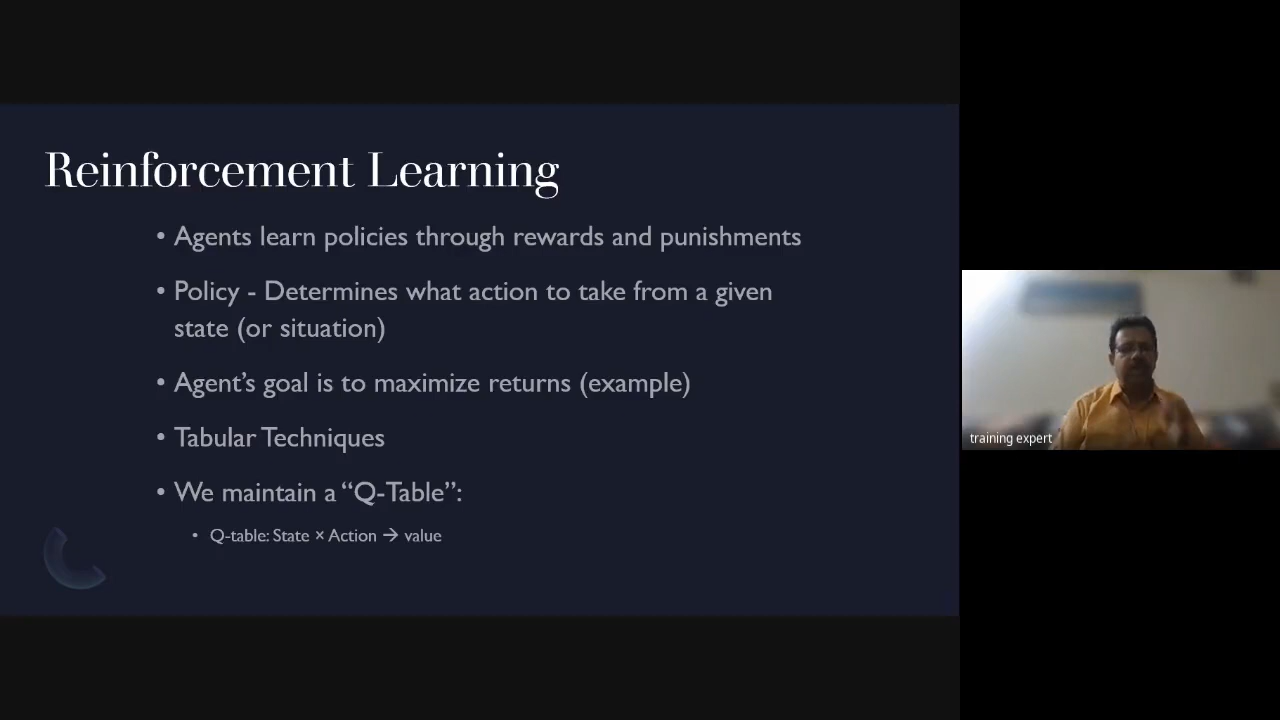 Reinforcement Learning
• Agents learn policies through rewards and punishments
• Policy - Determines what action to take from a given
state (or situation)
• Agent’s goal is to maximize returns (example)
• Tabular Techniques
• We maintain a “Q-Table”:
• Q-table: State × Action → value
training expert